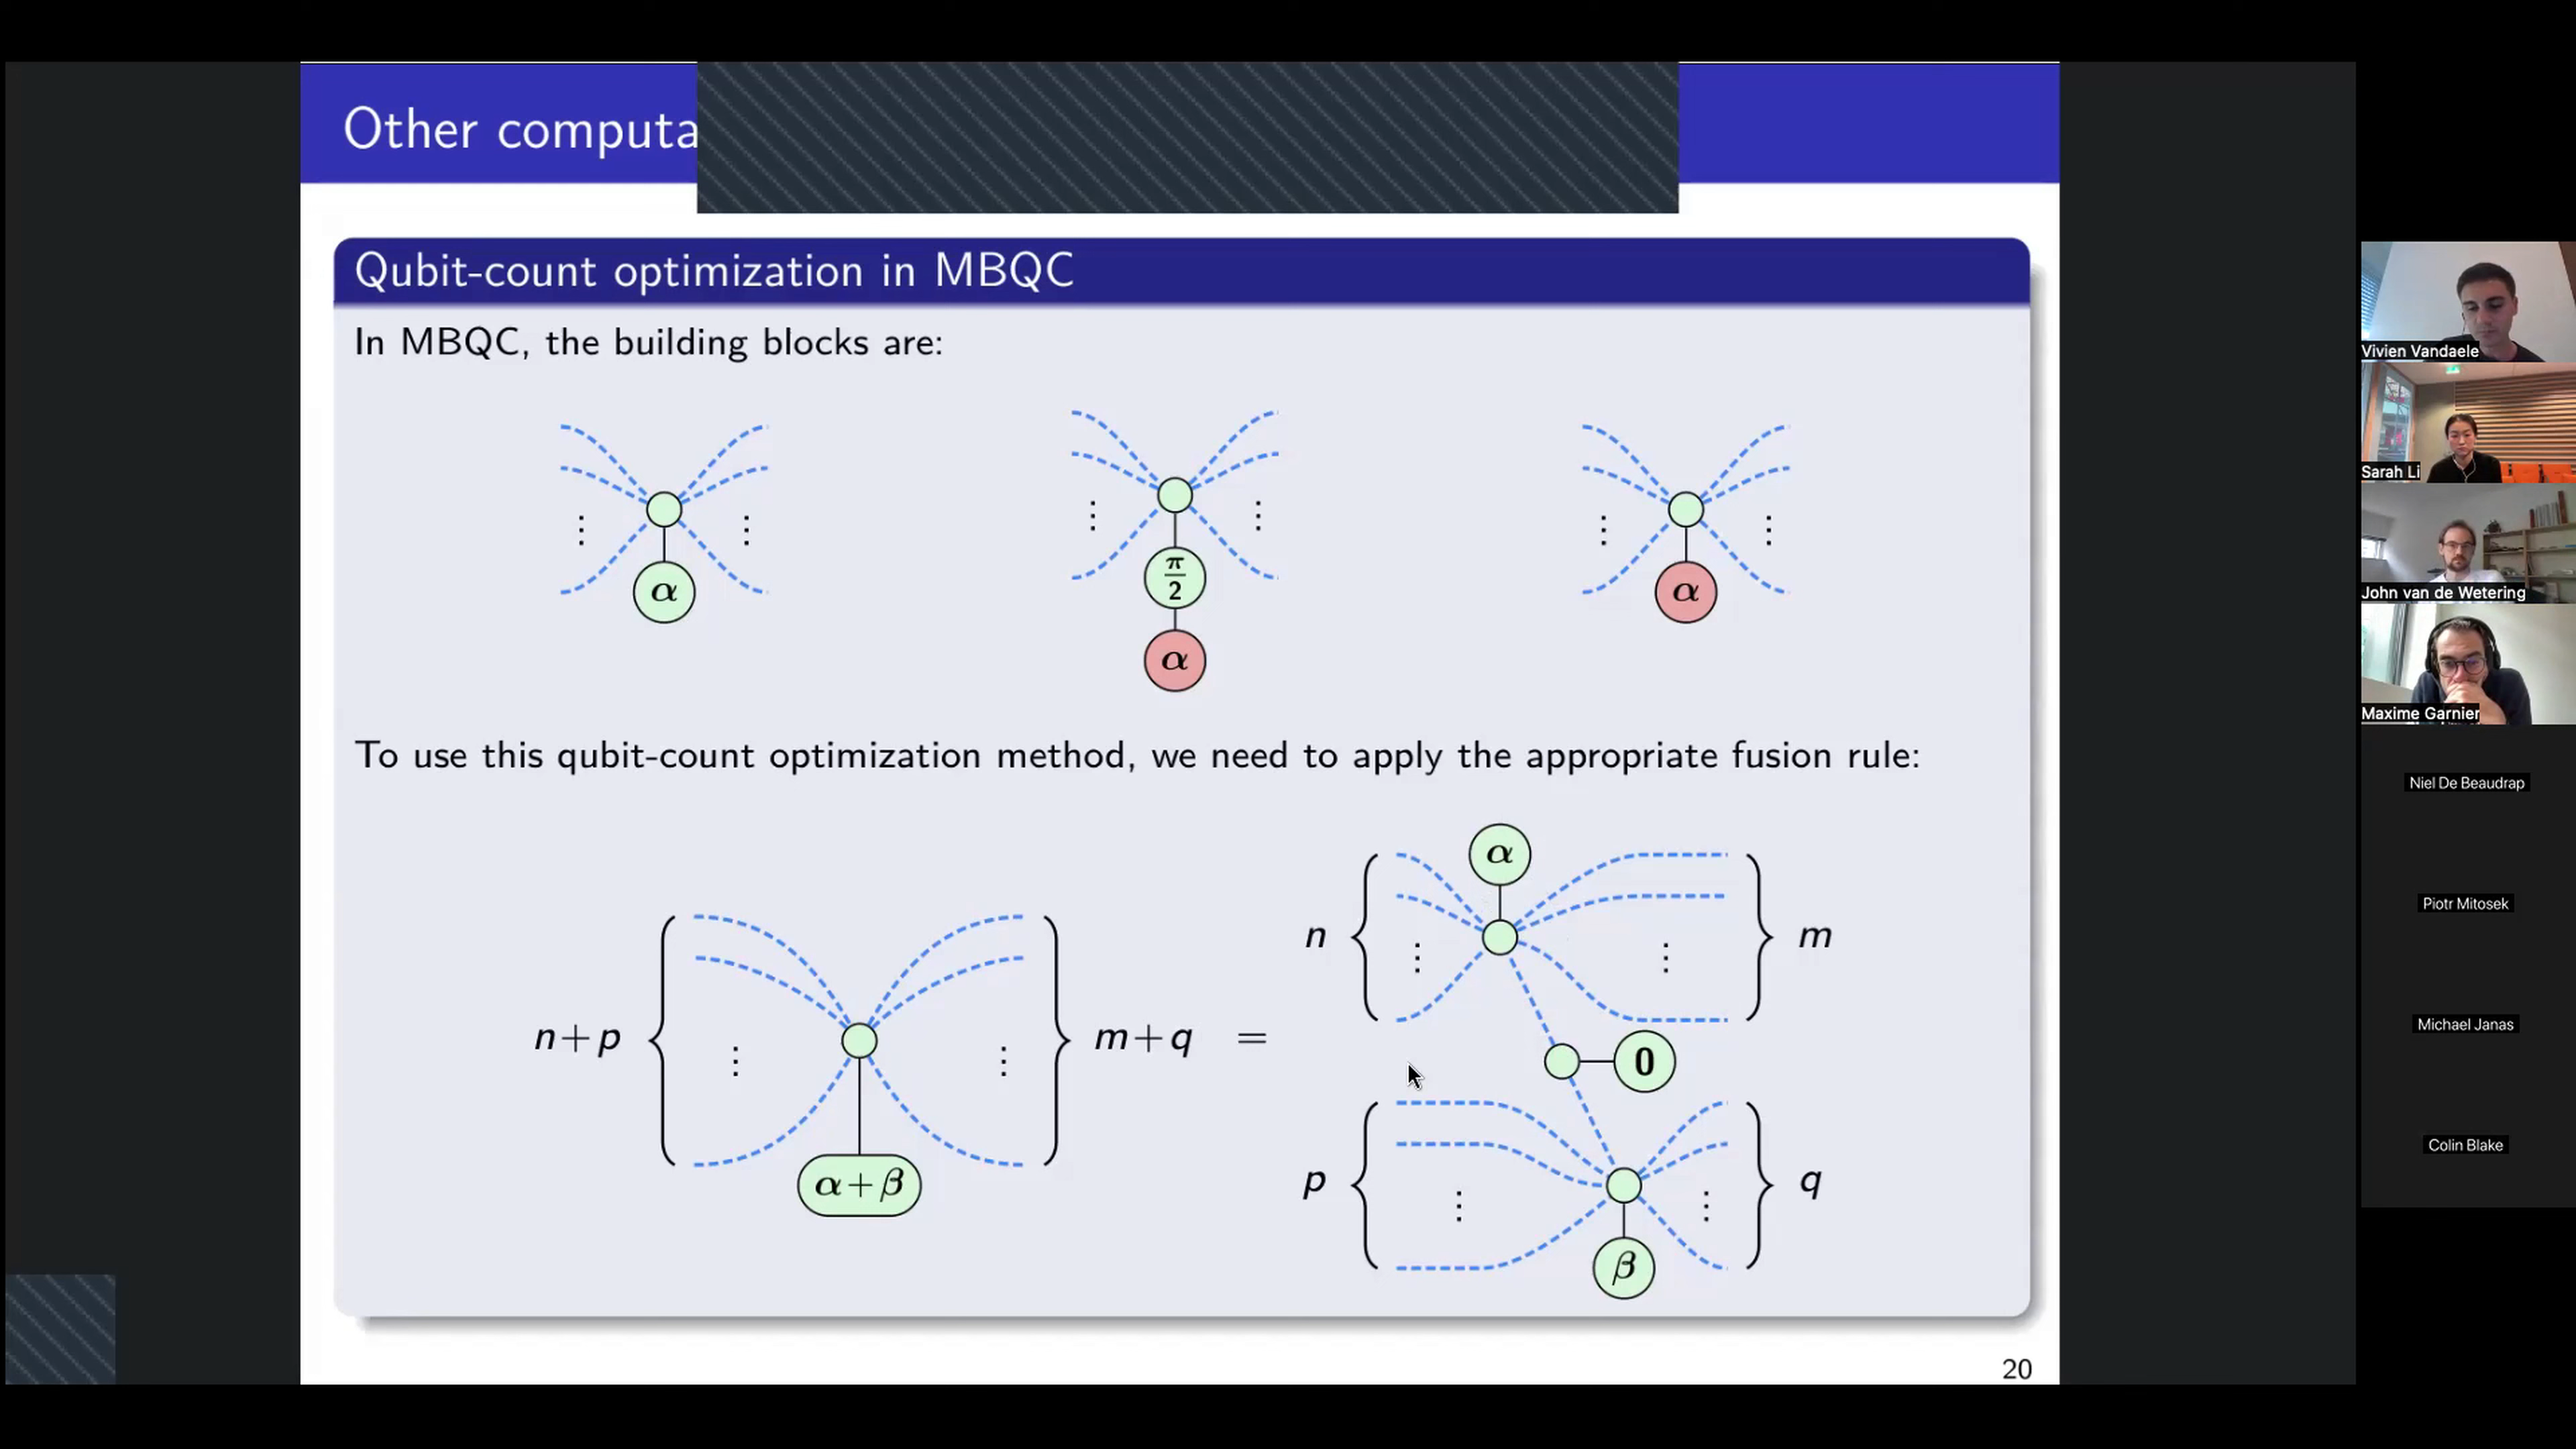 Other computa
Qubit-count optimization in MBQC
In MBQC, the building blocks are:
α
π/2
α
α
To use this qubit-count optimization method, we need to apply the appropriate fusion rule:
n+p
α+β
m+q
=
n
α
m
0
p
β
q
20
Vivien Vandaele
Sarah Li
John van de Wetering
Maxime Garnier
Niel De Beaudrap
Piotr Mitosek
Michael Janas
Colin Blake